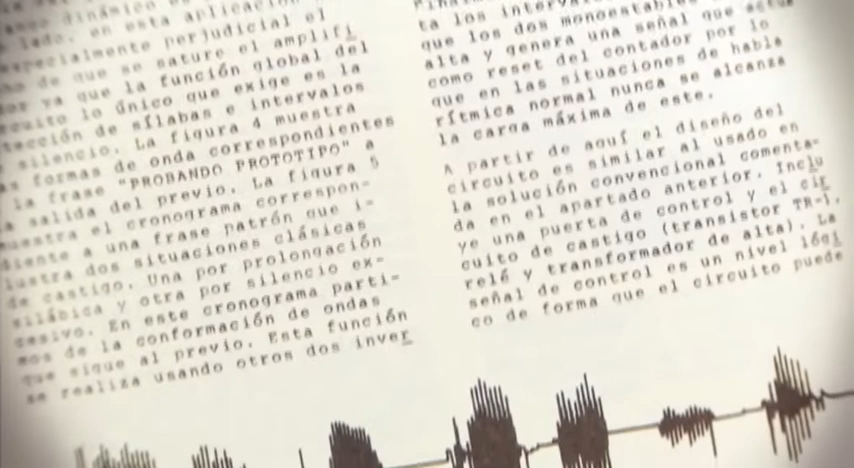 dinámico
lado, en esta aplicación
especialmente perjudicial el
de que se sature el amplifi
ya que la función global del
lo único que exige es la
de sílabas e intervalos
silencio. La figura 4 muestra
formas de onda correspondientes
la frase "PROBANDO PROTOTIPO" a
salida del previo. La figura 5
el cronograma correspon-
diente a una frase patrón que i-
lustra dos situaciones clásicas
de castigo. Una por prolongación
silábica y otra por silencio ex-
cesivo. En este cronograma parti-
mos de la conformación de ondas
que sigue al previo. Esta función
se realiza usando otros dos inver
ta los
que los dos monoestables
alta y genera una señal que actúa
como reset del contador por lo
que en las situaciones de habla
rítmica normal nunca se alcanza
la carga máxima de este.
A partir de aquí el diseño del
circuito es similar al usado en
la solución convencional comenta-
da en el apartado anterior. Inclu
ye una puerta de control y el cir
cuito de castigo (transistor TR-1,
relé y transformador de alta). La
señal de control es un nivel lógi
co de forma que el circuito puede